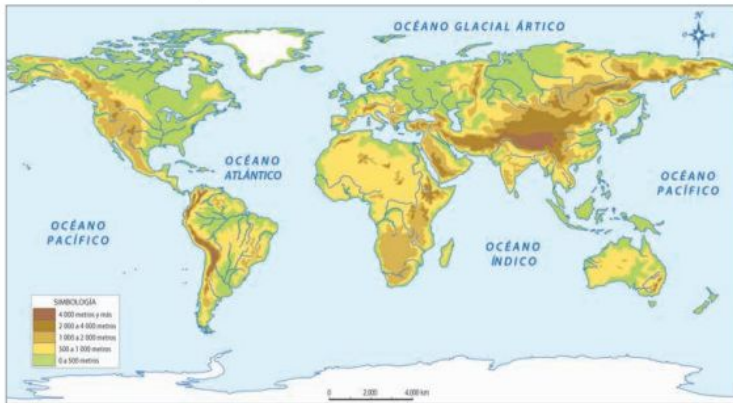 OCÉANO GLACIAL ÁRTICO
N
O
E
S
OCÉANO
ATLÁNTICO
OCÉANO
PACÍFICO
OCÉANO
PACÍFICO
OCÉANO
ÍNDICO
SIMBOLOGÍA
4 000 metros y más
2 000 a 4 000 metros
1 000 a 2 000 metros
500 a 1 000 metros
0 a 500 metros
0
2,000
4,000 km